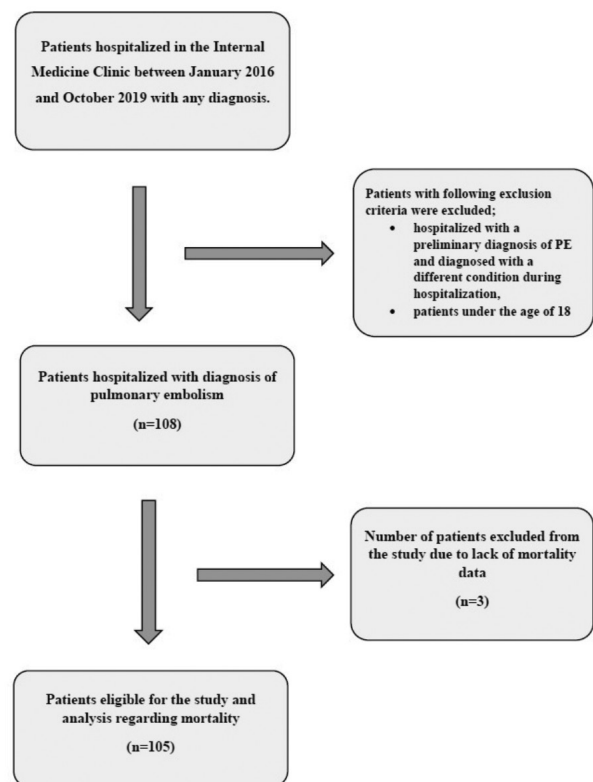 Patients hospitalized in the Internal
Medicine Clinic between January 2016
and October 2019 with any diagnosis.
Patients with following exclusion
criteria were excluded;
• hospitalized with a
preliminary diagnosis of PE
and diagnosed with a
different condition during
hospitalization,
• patients under the age of 18
Patients hospitalized with diagnosis of
pulmonary embolism
(n=108)
Number of patients excluded from
the study due to lack of mortality
data
(n=3)
Patients eligible for the study and
analysis regarding mortality
(n=105)